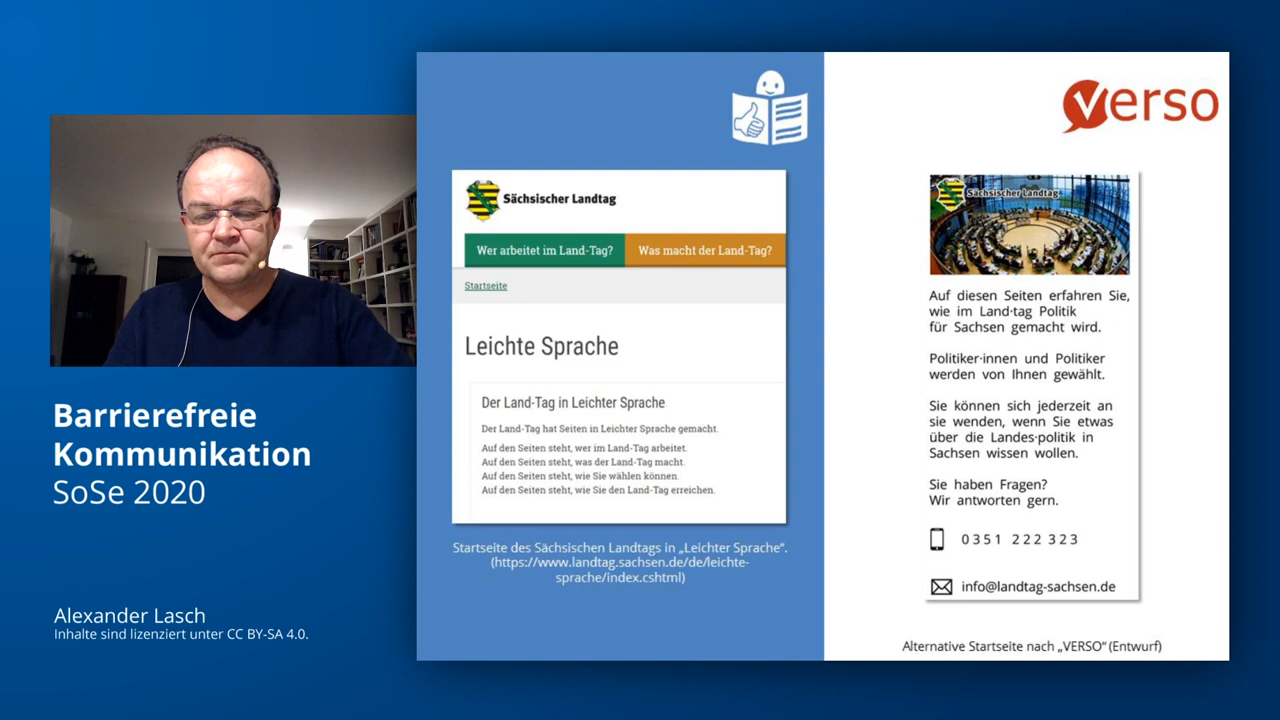 Barrierefreie
Kommunikation
SoSe 2020
Alexander Lasch
Inhalte sind lizenziert unter CC BY-SA 4.0.
Sächsischer Landtag
Wer arbeitet im Land-Tag?
Was macht der Land-Tag?
Startseite
Leichte Sprache
Der Land-Tag in Leichter Sprache
Der Land-Tag hat Seiten in Leichter Sprache gemacht.
Auf den Seiten steht, wer im Land-Tag arbeitet.
Auf den Seiten steht, was der Land-Tag macht.
Auf den Seiten steht, wie Sie wählen können.
Auf den Seiten steht, wie Sie den Land-Tag erreichen.
Startseite des Sächsischen Landtags in „Leichter Sprache“.
(https://www.landtag.sachsen.de/de/leichte-
sprache/index.cshtml)
verso
Sächsischer Landtag
Auf diesen Seiten erfahren Sie,
wie im Land·tag Politik
für Sachsen gemacht wird.
Politiker·innen und Politiker
werden von Ihnen gewählt.
Sie können sich jederzeit an
sie wenden, wenn Sie etwas
über die Landes·politik in
Sachsen wissen wollen.
Sie haben Fragen?
Wir antworten gern.
0351 222 323
info@landtag-sachsen.de
Alternative Startseite nach „VERSO“ (Entwurf)